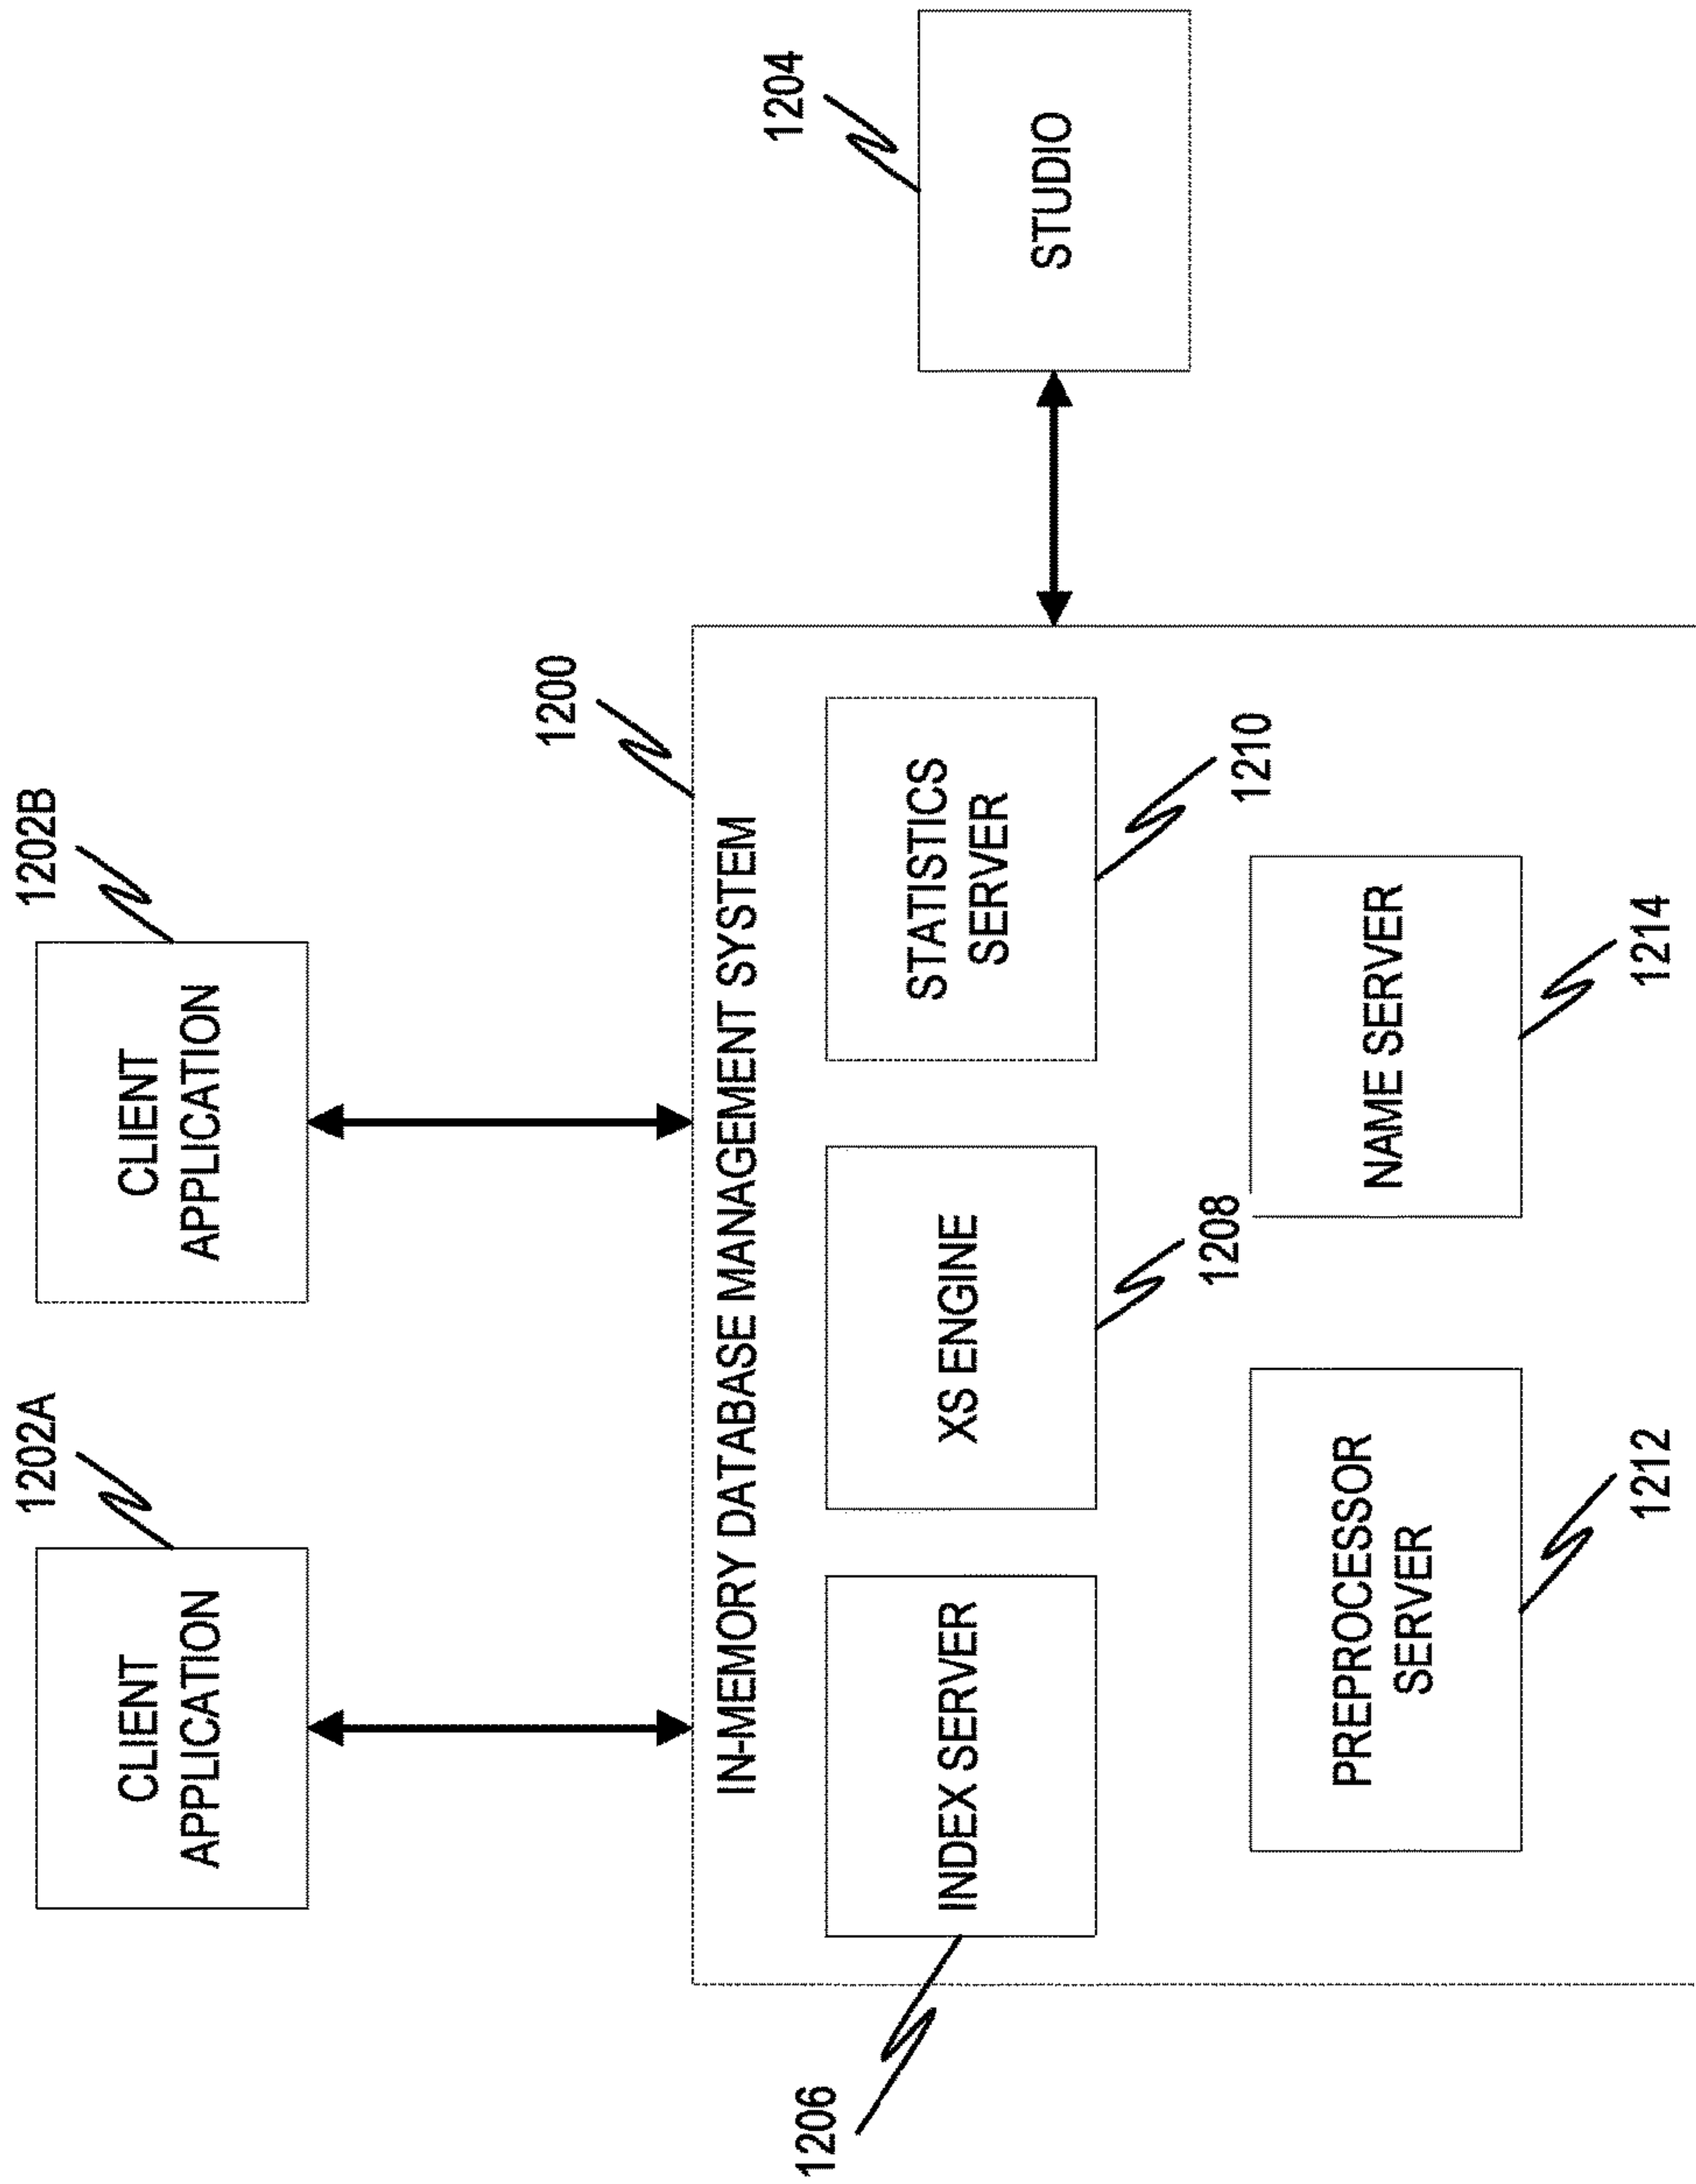 1202A
1202B
CLIENT
APPLICATION
CLIENT
APPLICATION
1200
1204
IN-MEMORY DATABASE MANAGEMENT SYSTEM
STUDIO
1206
INDEX SERVER
XS ENGINE
STATISTICS
SERVER
1208
1210
PREPROCESSOR
SERVER
NAME SERVER
1212
1214